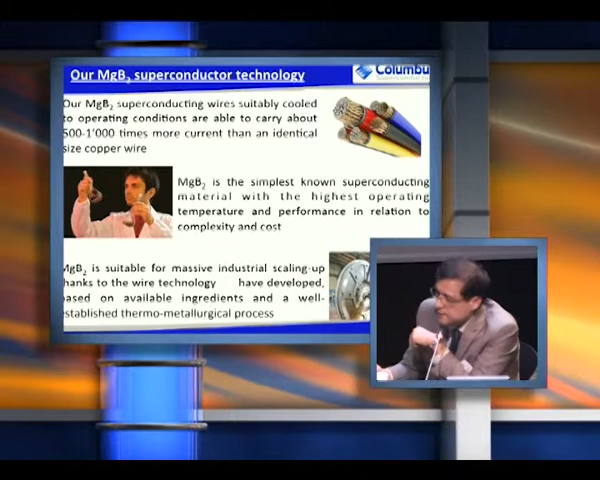 Our MgB₂ superconductor technology
Columbu
Our MgB₂ superconducting wires suitably cooled
to operating conditions are able to carry about
500-1'000 times more current than an identical
size copper wire
MgB₂ is the simplest known superconducting
material with the highest operating
temperature and performance in relation to
complexity and cost
MgB₂ is suitable for massive industrial scaling-up
thanks to the wire technology have developed,
based on available ingredients and a well-
established thermo-metallurgical process